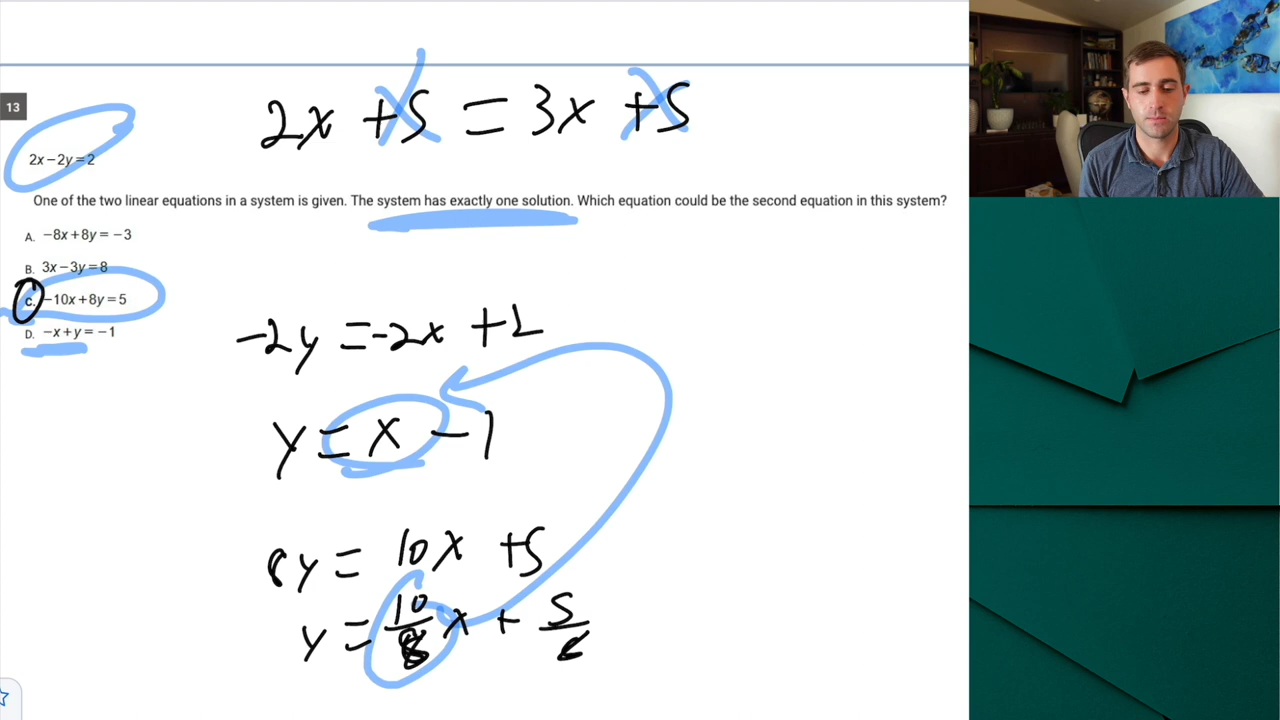 2x +5 = 3x +5
13
2x−2y=2
One of the two linear equations in a system is given. The system has exactly one solution. Which equation could be the second equation in this system?
A. −8x+8y=−3
B. 3x−3y=8
C. −10x+8y=5
D. −x+y=−1
-2y = -2x +2
y = x - 1
8y = 10x +5
y = 10/8 x + 5/8